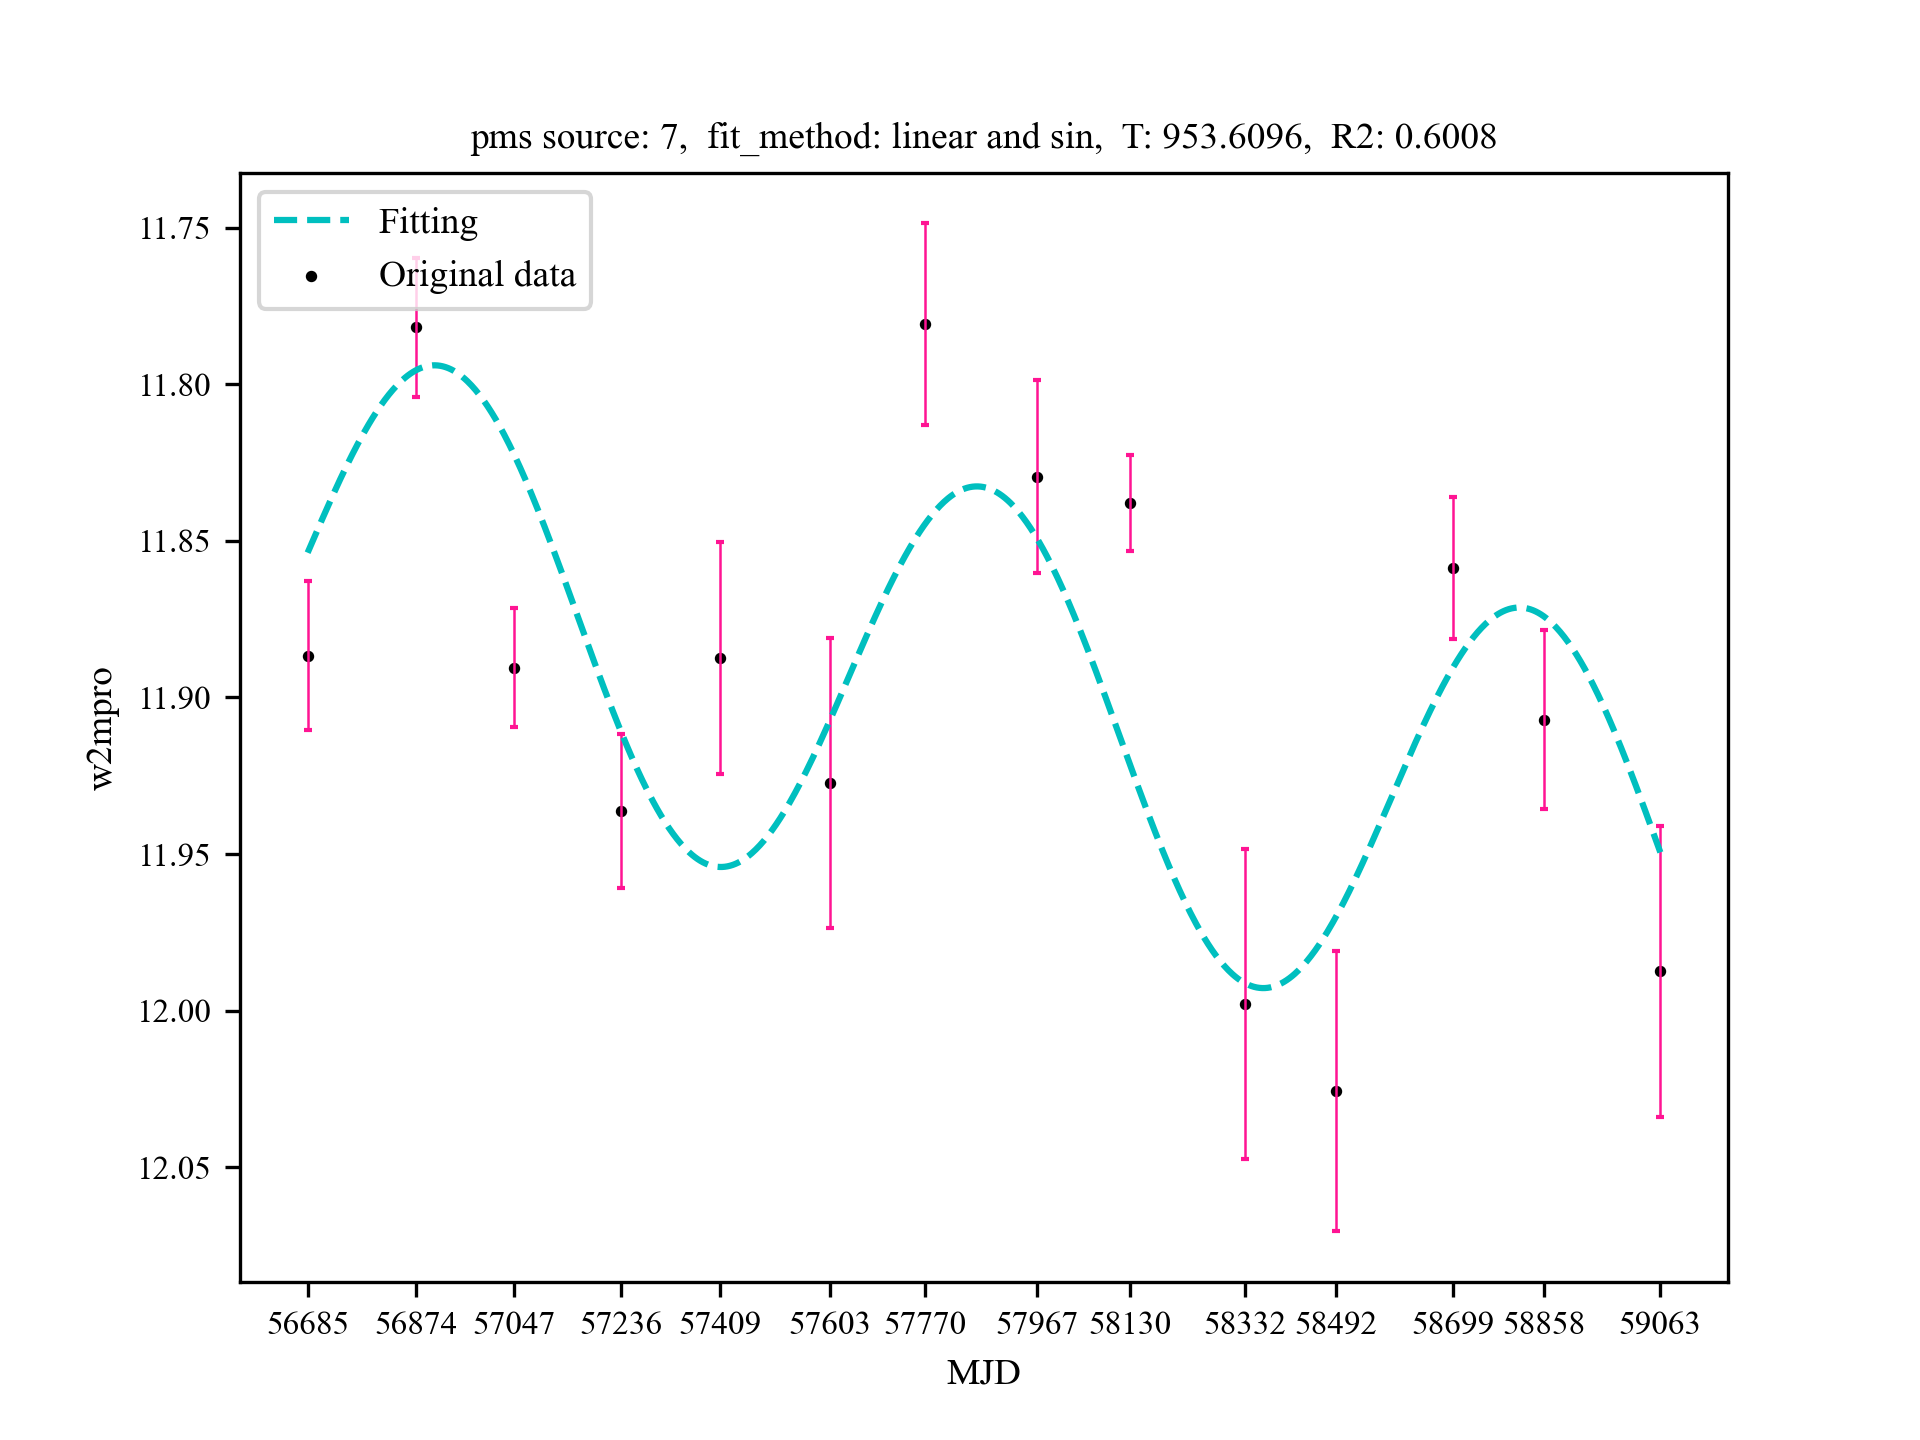 pms source: 7,  fit_method: linear and sin,  T: 953.6096,  R2: 0.6008
Fitting
Original data
11.75
11.80
11.85
11.90
11.95
12.00
12.05
w2mpro
56685 56874 57047 57236 57409 57603 57770 57967 58130 58332 58492 58699 58858 59063
MJD